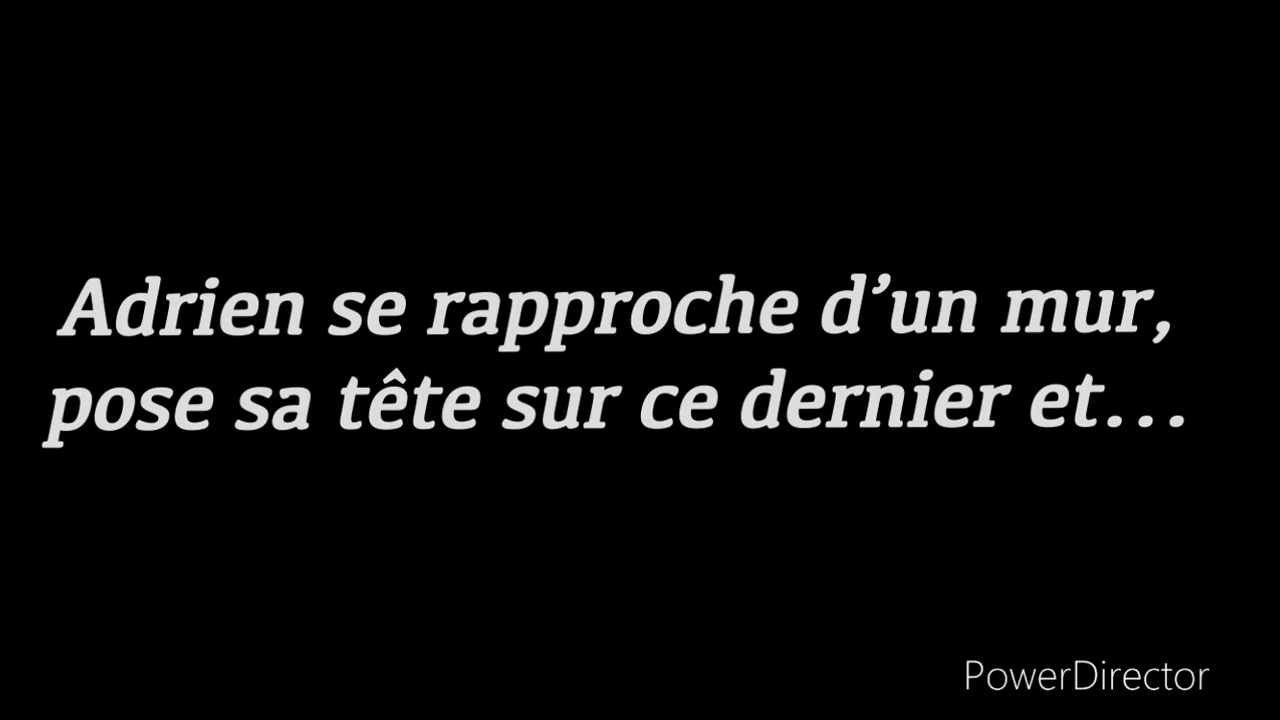 Adrien se rapproche d’un mur,
pose sa tête sur ce dernier et...
PowerDirector